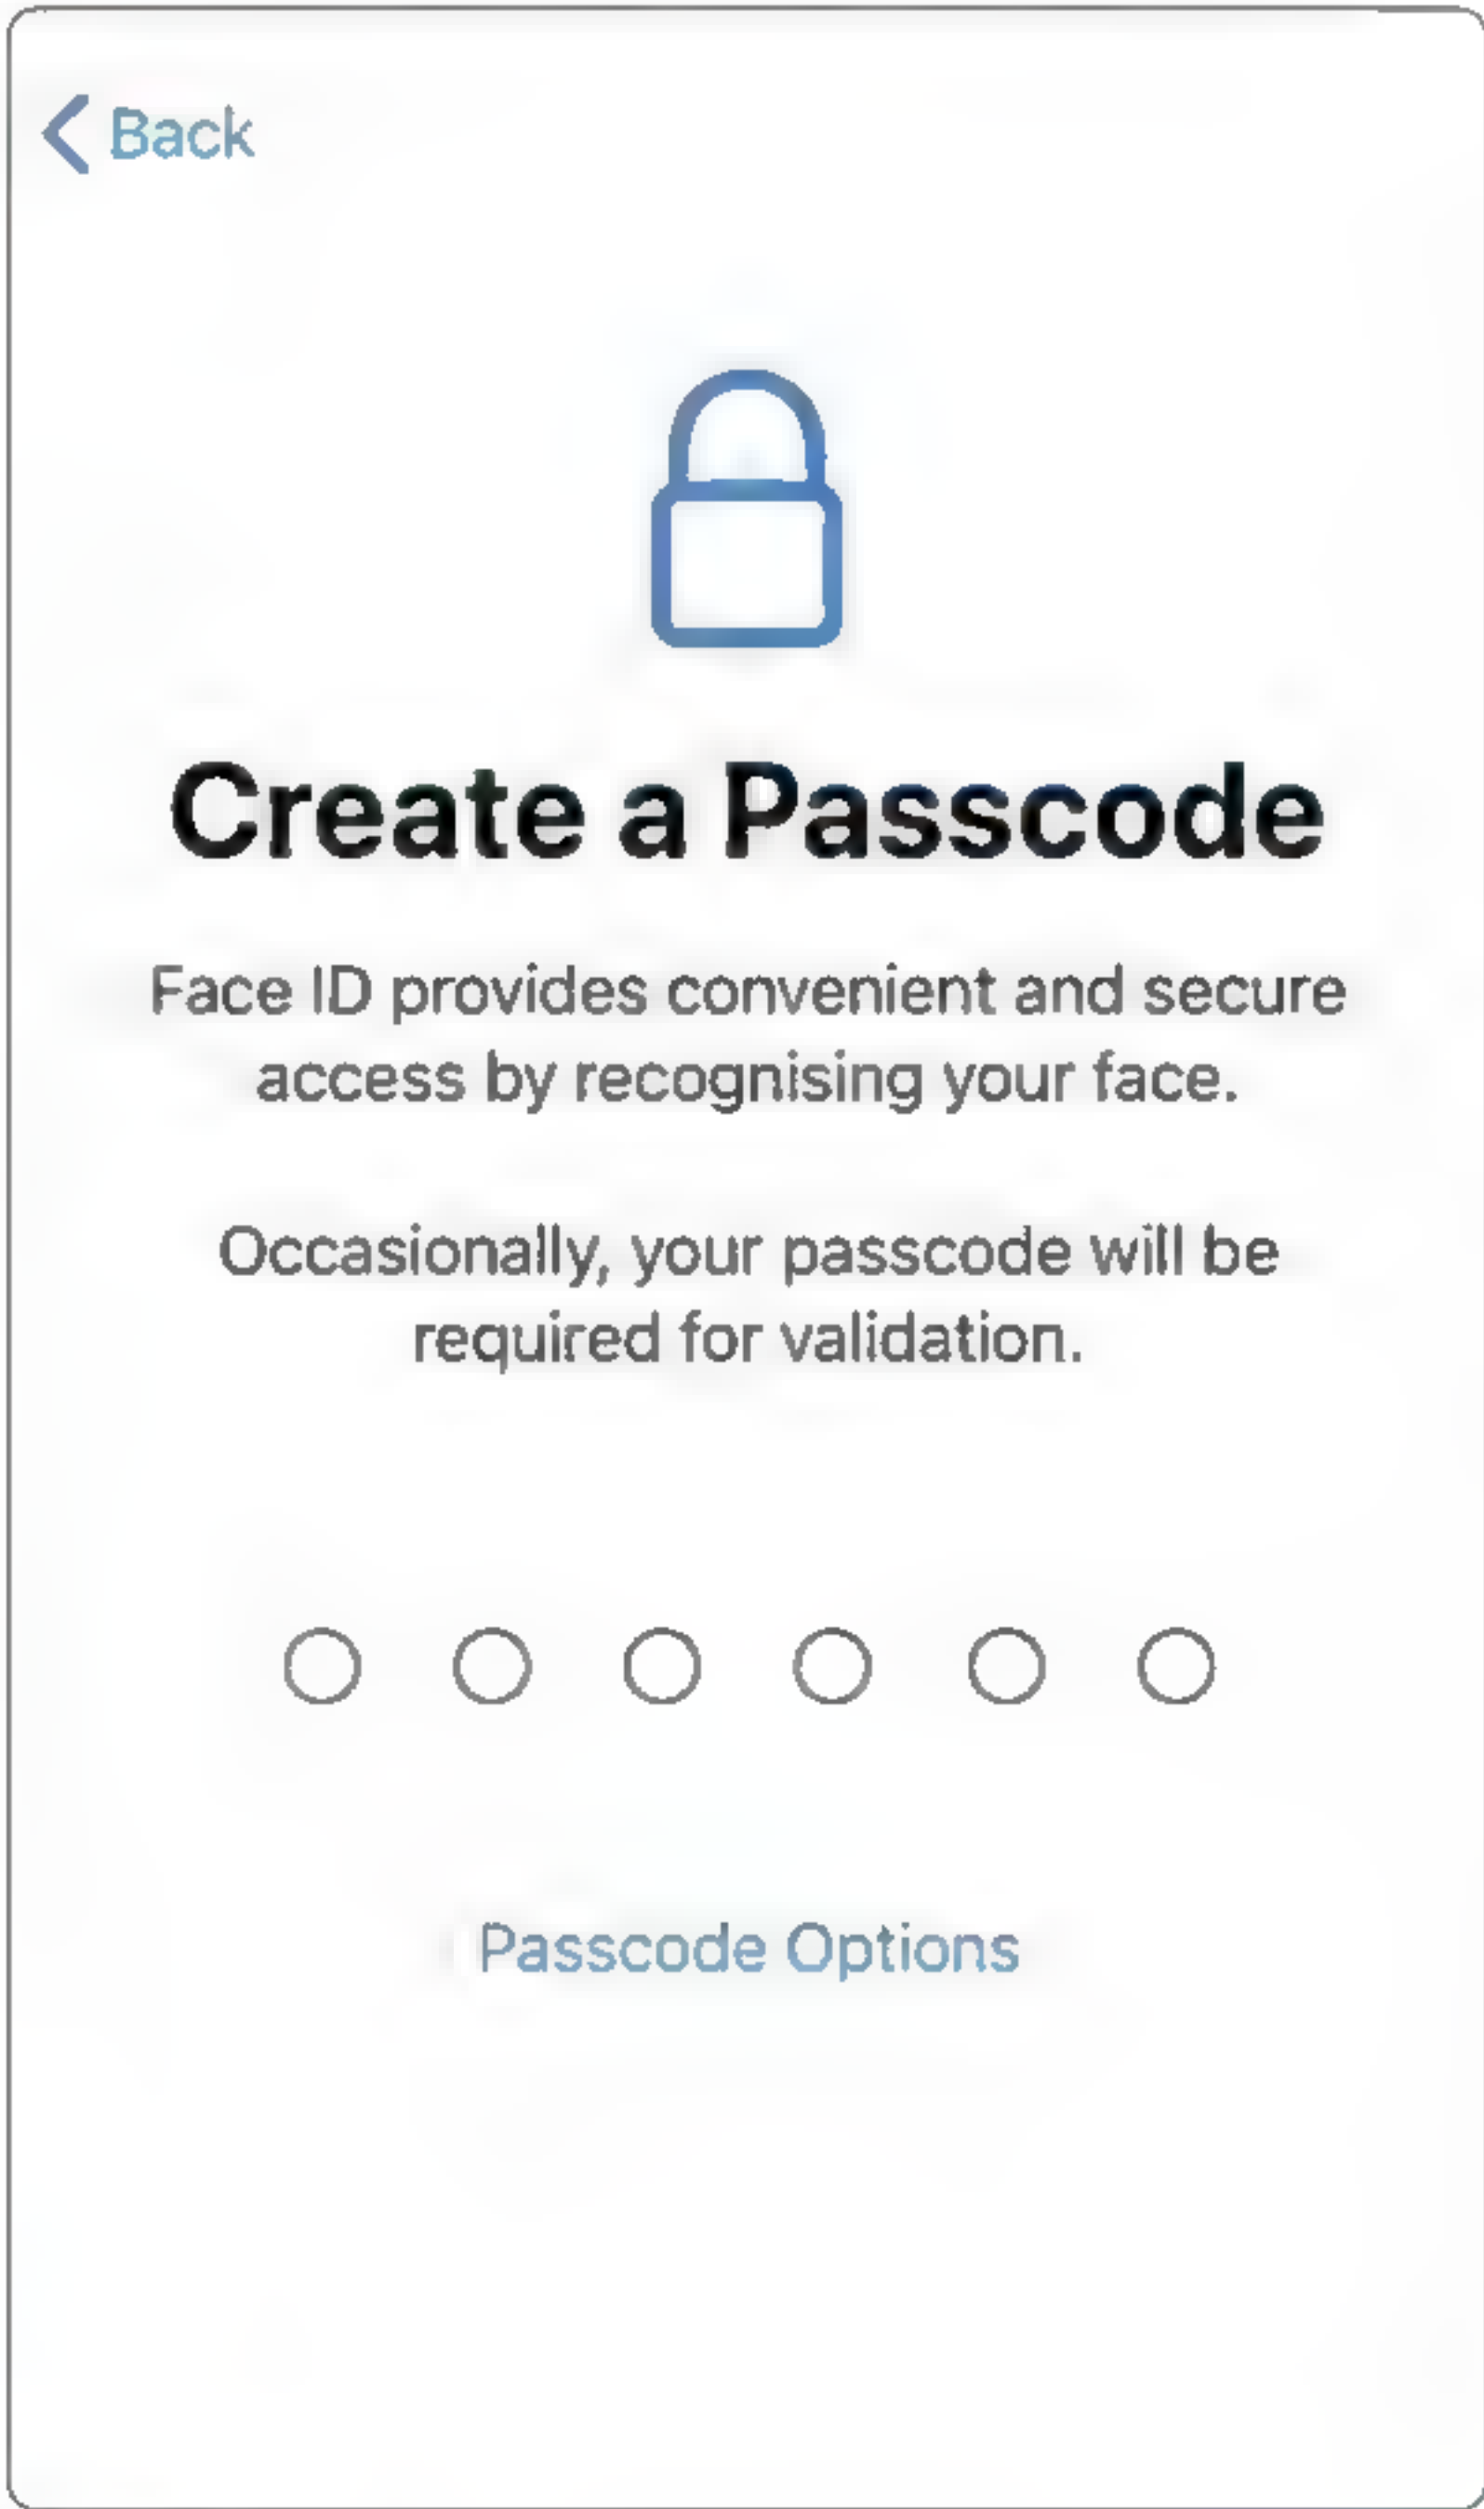 Back
Create a Passcode
Face ID provides convenient and secure
access by recognising your face.
Occasionally, your passcode will be
required for validation.
Passcode Options